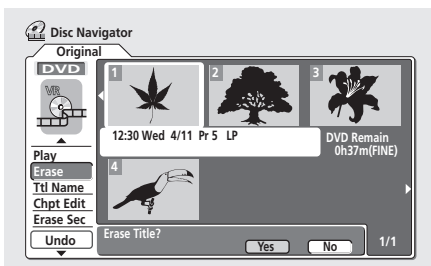 Disc Navigator
Original
DVD
VR
1
2
3
12:30 Wed 4/11 Pr 5 LP
DVD Remain
0h37m(FINE)
4
Play
Erase
Ttl Name
Chpt Edit
Erase Sec
Undo
Erase Title?
Yes No
1/1